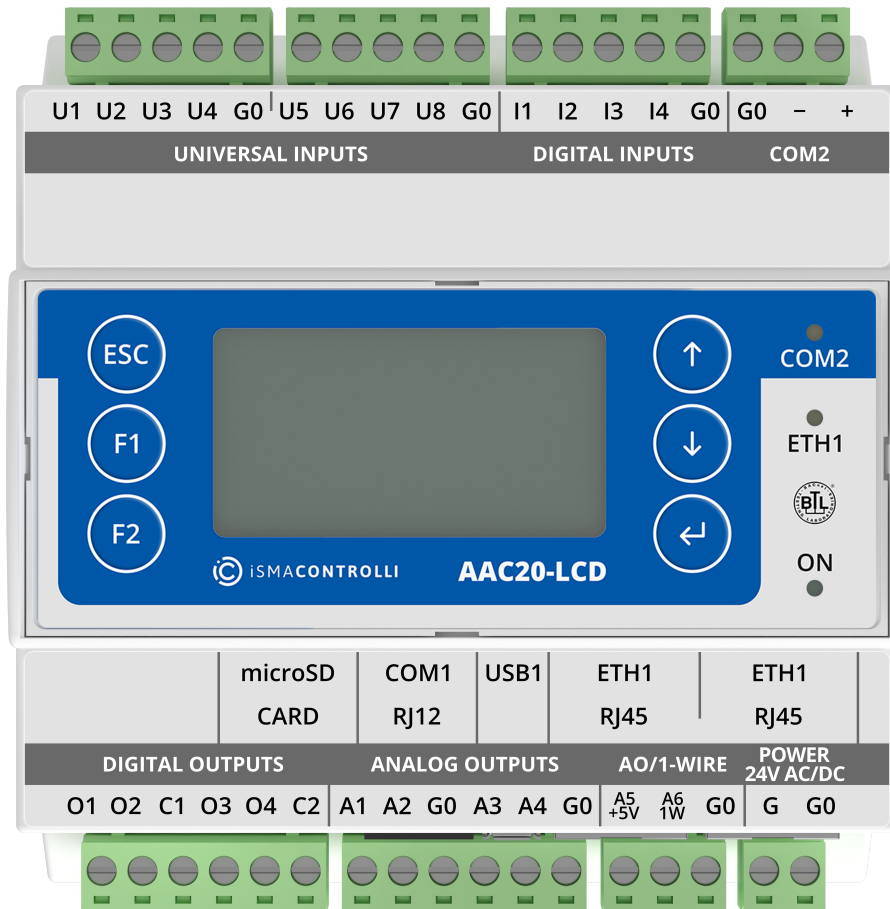 U1 U2 U3 U4 G0 U5 U6 U7 U8 G0 I1 I2 I3 I4 G0 G0 − +
UNIVERSAL INPUTS DIGITAL INPUTS COM2
ESC
F1
F2
↑
↓
↵
COM2
ETH1
BTL
ON
iSMACONTROLLI AAC20-LCD
microSD COM1 USB1 ETH1 ETH1
CARD RJ12 RJ45 RJ45
DIGITAL OUTPUTS ANALOG OUTPUTS AO/1-WIRE POWER
24V AC/DC
O1 O2 C1 O3 O4 C2 A1 A2 G0 A3 A4 G0 A5 A6 G0 G G0
+5V 1W